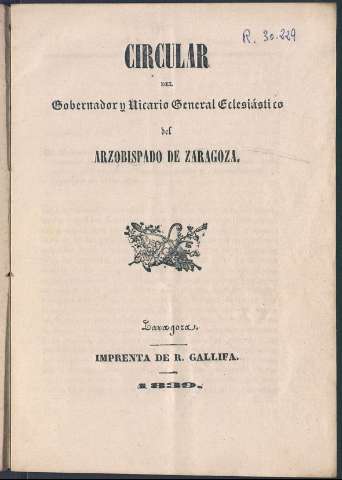 R. 30.229
CIRCULAR
DEL
Gobernador y Vicario General Eclesiástico
del
ARZOBISPADO DE ZARAGOZA.
Zaragoza,
IMPRENTA DE R. GALLIFA.
1839.